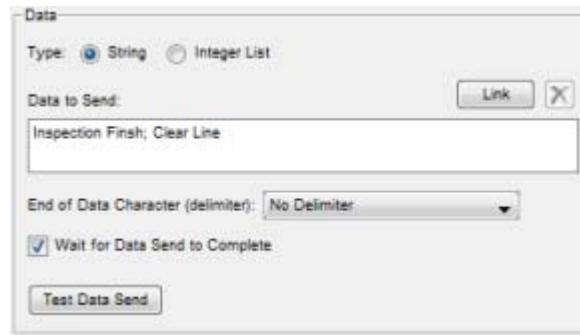 Data
Type: String Integer List
Link
Data to Send:
Inspection Finsh; Clear Line
End of Data Character (delimiter): No Delimiter
Wait for Data Send to Complete
Test Data Send